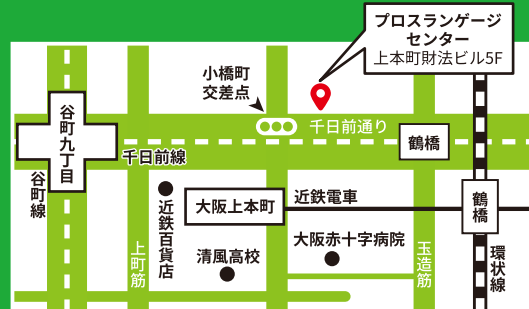 プロスランゲージ
センター
上本町財法ビル5F
小橋町
交差点
千日前通り
谷町九丁目
千日前線
鶴橋
谷町線
近鉄百貨店
大阪上本町
近鉄電車
鶴橋
上町筋
清風高校
大阪赤十字病院
玉造筋
環状線